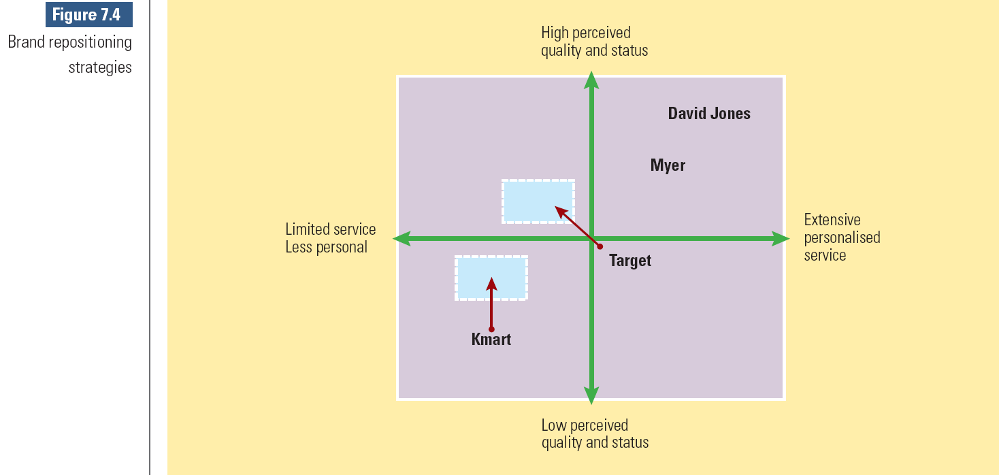 Figure 7.4
Brand repositioning
strategies
High perceived
quality and status
David Jones
Myer
Limited service
Less personal
Extensive
personalised
service
Target
Kmart
Low perceived
quality and status